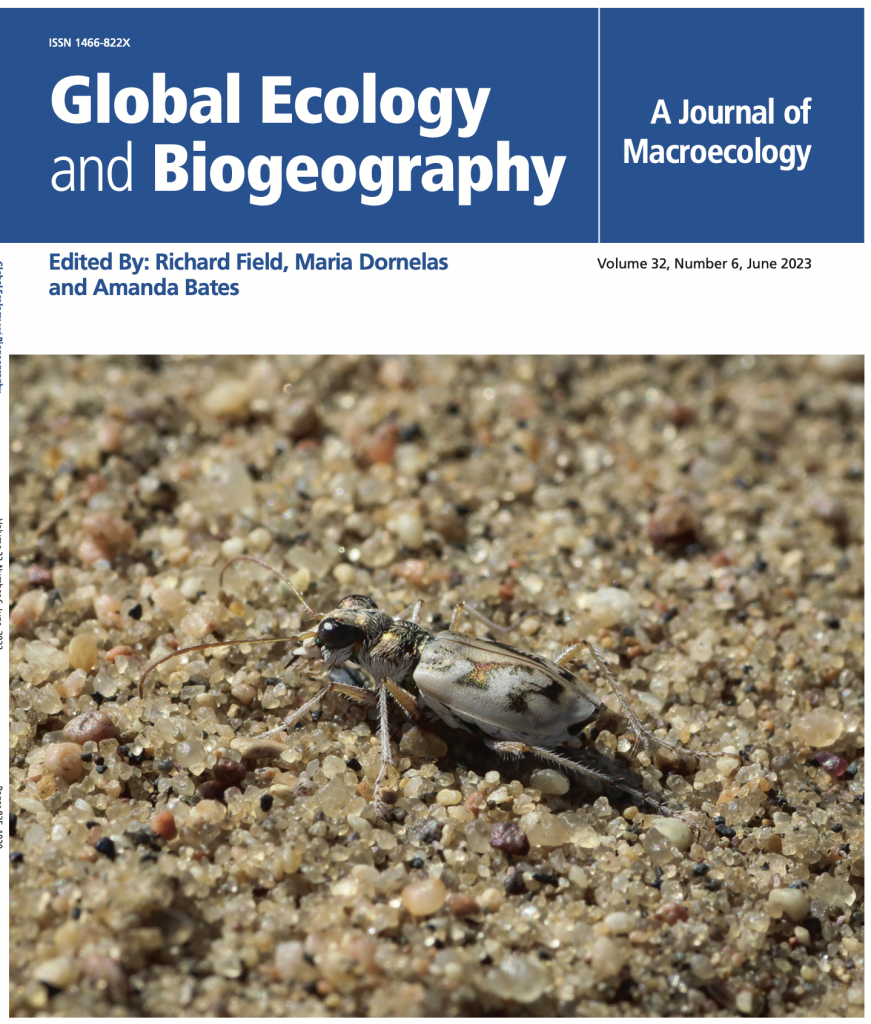 ISSN 1466-822X
Global Ecology
and Biogeography
A Journal of
Macroecology
Edited By: Richard Field, Maria Dornelas
and Amanda Bates
Volume 32, Number 6, June 2023